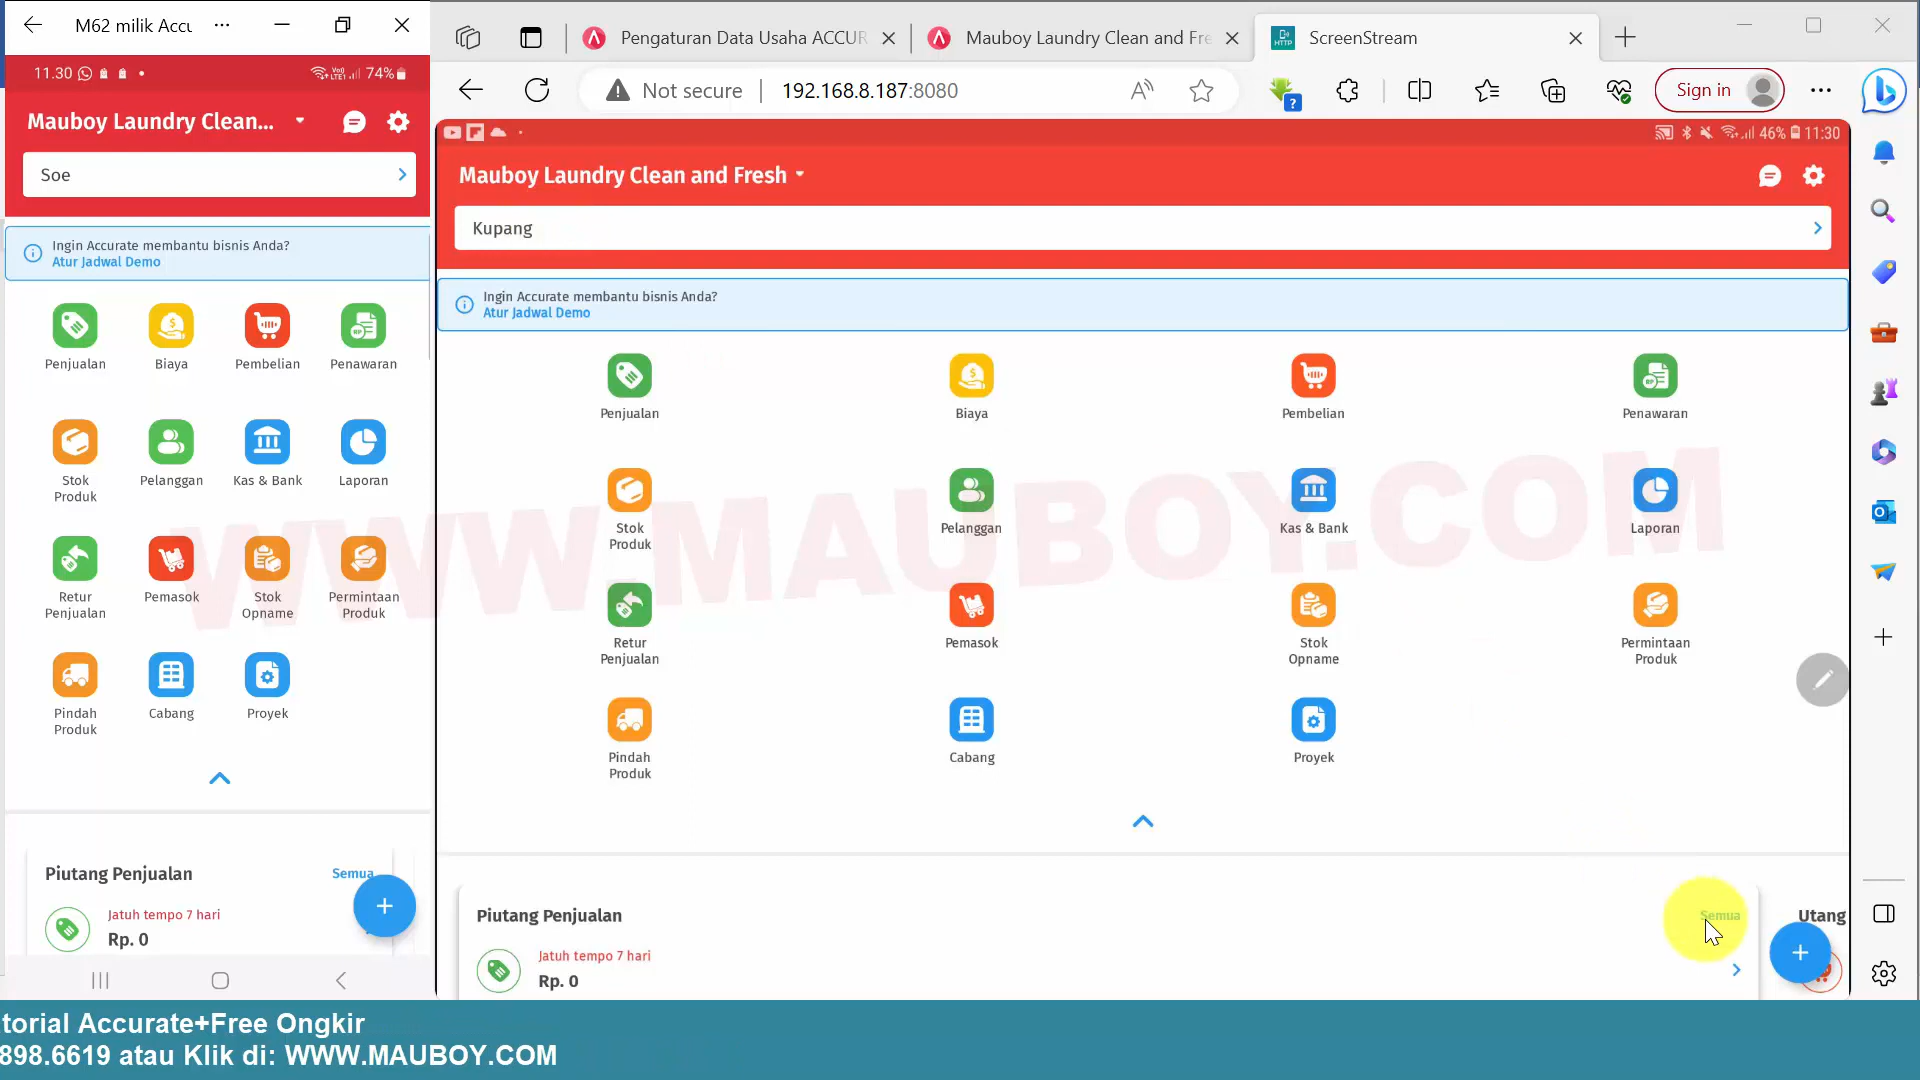 M62 milik Accu
11.30
74%
Mauboy Laundry Clean...
Soe
Ingin Accurate membantu bisnis Anda?
Atur Jadwal Demo
Penjualan
Biaya
Pembelian
Penawaran
Stok
Produk
Pelanggan
Kas & Bank
Laporan
Retur
Penjualan
Pemasok
Stok
Opname
Permintaan
Produk
Pindah
Produk
Cabang
Proyek
Piutang Penjualan
Semua
Jatuh tempo 7 hari
Rp. 0
Pengaturan Data Usaha ACCUR
Mauboy Laundry Clean and Fre
ScreenStream
Not secure
192.168.8.187:8080
Sign in
46%
11:30
Mauboy Laundry Clean and Fresh
Kupang
Ingin Accurate membantu bisnis Anda?
Atur Jadwal Demo
Penjualan
Biaya
Pembelian
Penawaran
Stok
Produk
Pelanggan
Kas & Bank
Laporan
Retur
Penjualan
Pemasok
Stok
Opname
Permintaan
Produk
Pindah
Produk
Cabang
Proyek
Piutang Penjualan
Semua
Utang
Jatuh tempo 7 hari
Rp. 0
WWW.MAUBOY.COM
torial Accurate+Free Ongkir
898.6619 atau Klik di: WWW.MAUBOY.COM